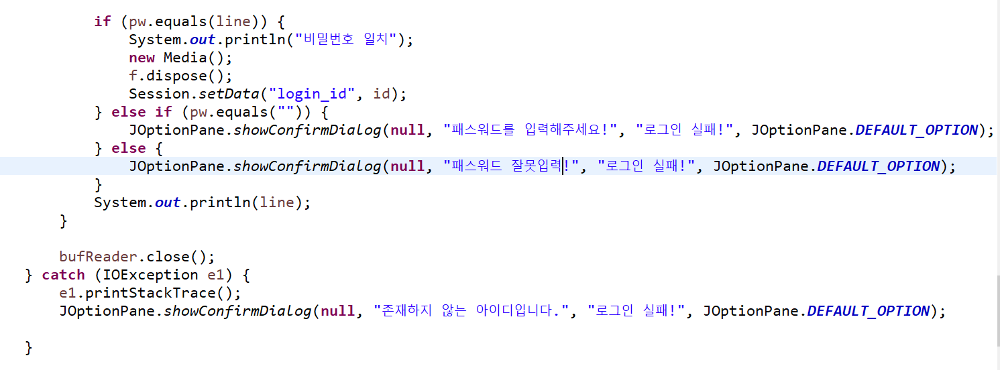 if (pw.equals(line)) {
System.out.println("비밀번호 일치");
new Media();
f.dispose();
Session.setData("login_id", id);
} else if (pw.equals("")) {
JOptionPane.showConfirmDialog(null, "패스워드를 입력해주세요!", "로그인 실패!", JOptionPane.DEFAULT_OPTION);
} else {
JOptionPane.showConfirmDialog(null, "패스워드 잘못입력!", "로그인 실패!", JOptionPane.DEFAULT_OPTION);
}
System.out.println(line);
}
bufReader.close();
} catch (IOException e1) {
e1.printStackTrace();
JOptionPane.showConfirmDialog(null, "존재하지 않는 아이디입니다.", "로그인 실패!", JOptionPane.DEFAULT_OPTION);
}